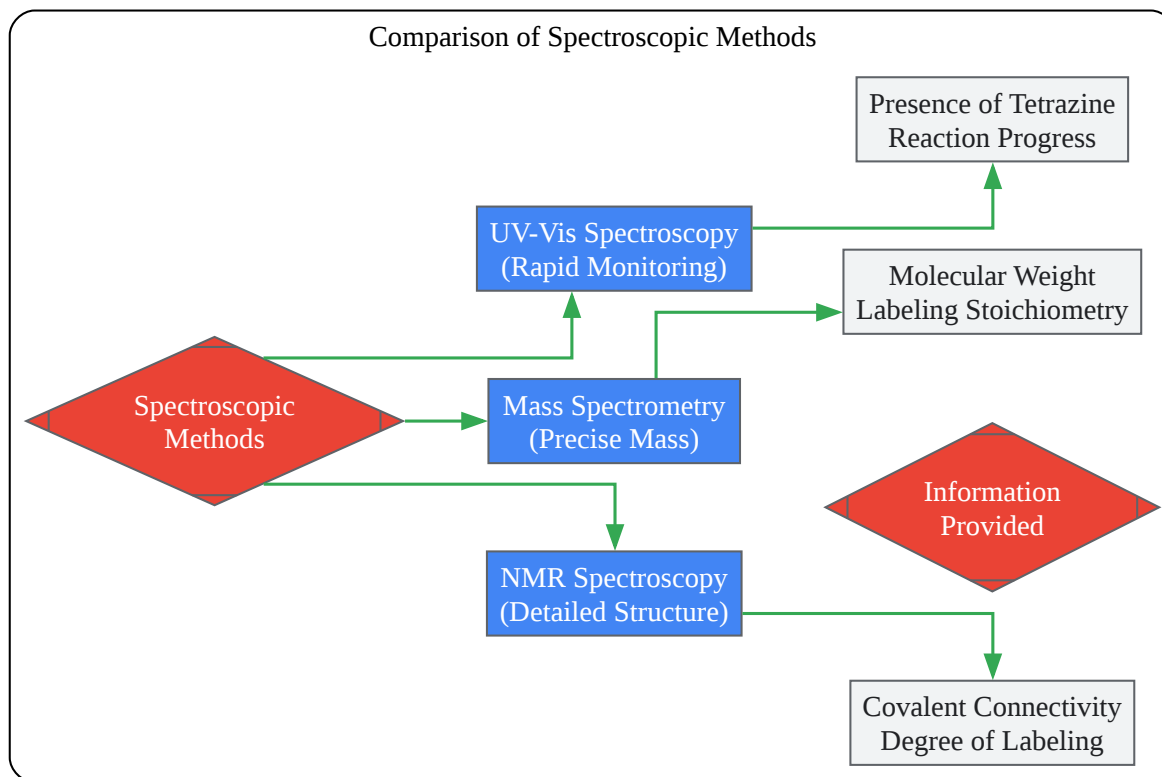 Comparison of Spectroscopic Methods
Presence of Tetrazine
Reaction Progress
UV-Vis Spectroscopy
(Rapid Monitoring)
Molecular Weight
Labeling Stoichiometry
Spectroscopic
Methods
Mass Spectrometry
(Precise Mass)
Information
Provided
NMR Spectroscopy
(Detailed Structure)
Covalent Connectivity
Degree of Labeling